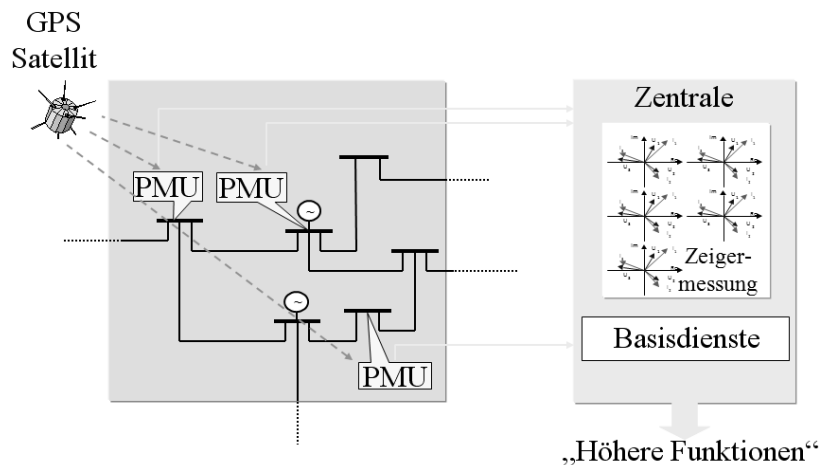 GPS
Satellit
PMU
PMU
PMU
~
~
Zentrale
Zeiger-
messung
Basisdienste
„Höhere Funktionen“